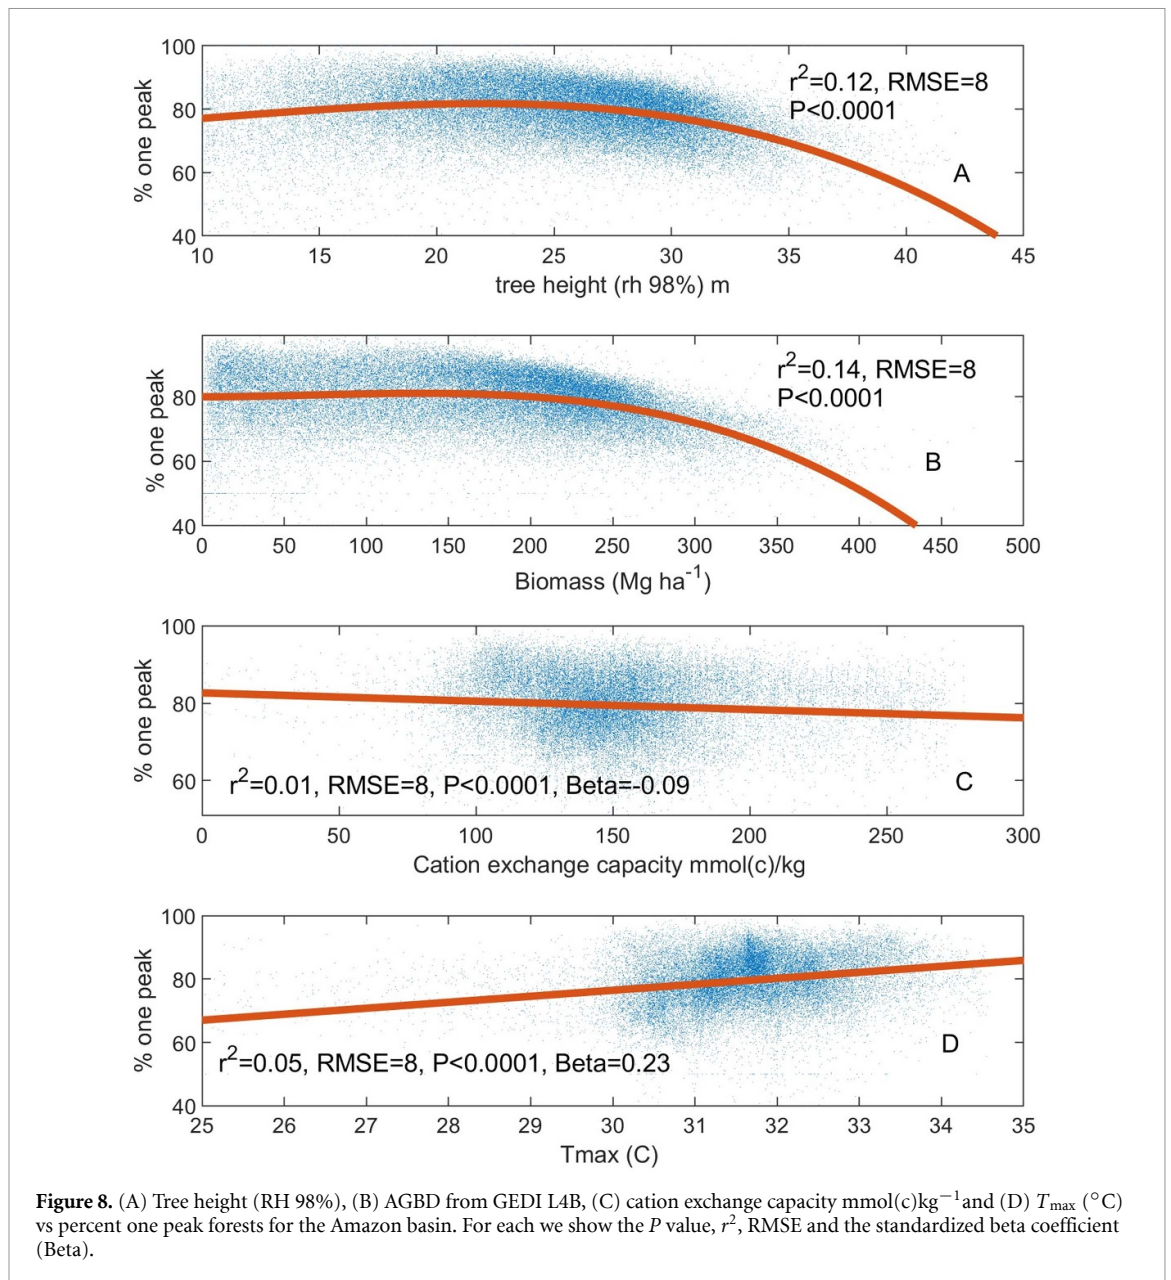 100
80
60
40
% one peak
r²=0.12, RMSE=8
P<0.0001
A
10 15 20 25 30 35 40 45
tree height (rh 98%) m
80
60
40
% one peak
r²=0.14, RMSE=8
P<0.0001
B
0 50 100 150 200 250 300 350 400 450 500
Biomass (Mg ha⁻¹)
100
80
60
% one peak
r²=0.01, RMSE=8, P<0.0001, Beta=-0.09
C
0 50 100 150 200 250 300
Cation exchange capacity mmol(c)/kg
100
80
60
40
% one peak
r²=0.05, RMSE=8, P<0.0001, Beta=0.23
D
25 26 27 28 29 30 31 32 33 34 35
Tmax (C)
Figure 8. (A) Tree height (RH 98%), (B) AGBD from GEDI L4B, (C) cation exchange capacity mmol(c)kg⁻¹and (D) Tmax (°C)
vs percent one peak forests for the Amazon basin. For each we show the P value, r², RMSE and the standardized beta coefficient
(Beta).